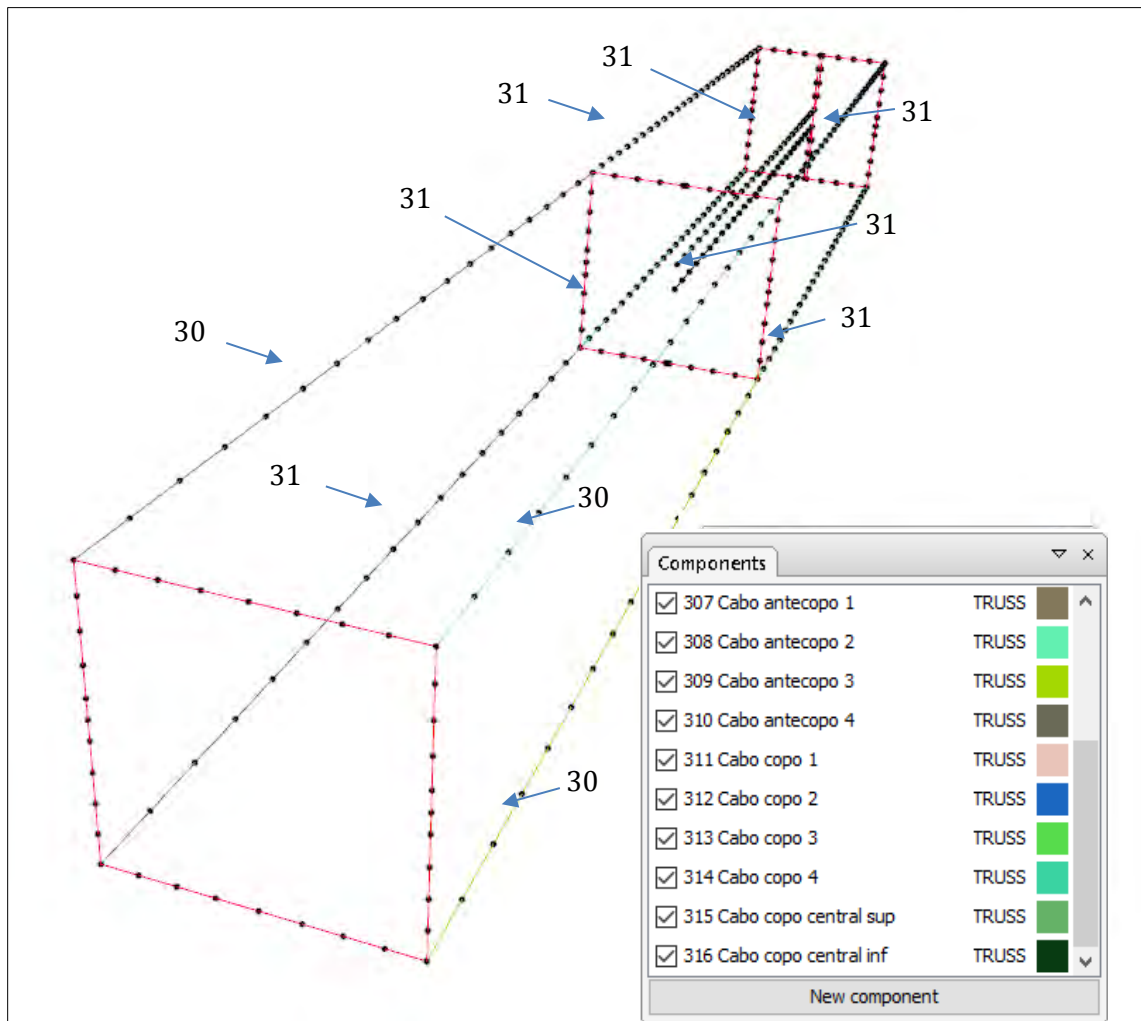 31
31
31
31
31
30
31
31
30
30
Components
307 Cabo antecopo 1 TRUSS
308 Cabo antecopo 2 TRUSS
309 Cabo antecopo 3 TRUSS
310 Cabo antecopo 4 TRUSS
311 Cabo copo 1 TRUSS
312 Cabo copo 2 TRUSS
313 Cabo copo 3 TRUSS
314 Cabo copo 4 TRUSS
315 Cabo copo central sup TRUSS
316 Cabo copo central inf TRUSS
New component